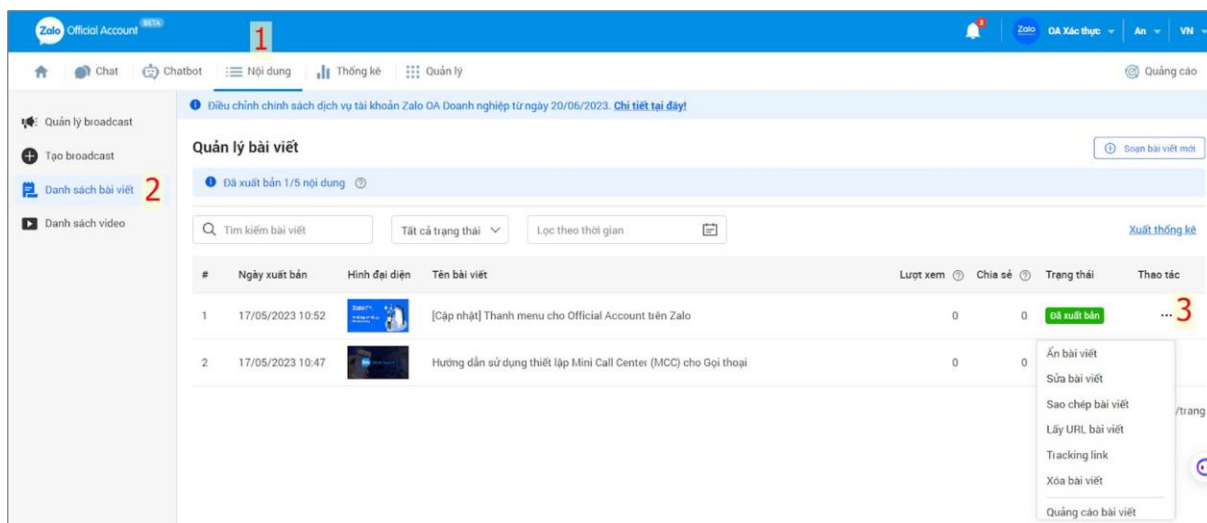 Zalo Official Account BETA
1
2
Zalo OA Xác thực An VN
Chat Chatbot Nội dung Thống kê Quản lý Quảng cáo
Quản lý broadcast
Tạo broadcast
Danh sách bài viết 2
Danh sách video
Điều chỉnh chính sách dịch vụ tài khoản Zalo OA Doanh nghiệp từ ngày 20/06/2023. Chi tiết tại đây!
Quản lý bài viết
Soạn bài viết mới
Đã xuất bản 1/5 nội dung
Tìm kiếm bài viết Tất cả trạng thái Lọc theo thời gian Xuất thống kê
# Ngày xuất bản Hình đại diện Tên bài viết Lượt xem Chia sẻ Trạng thái Thao tác
1 17/05/2023 10:52 [Cập nhật] Thanh menu cho Official Account trên Zalo 0 0 Đã xuất bản ... 3
2 17/05/2023 10:47 Hướng dẫn sử dụng thiết lập Mini Call Center (MCC) cho Gọi thoại 0 0
Ẩn bài viết
Sửa bài viết
Sao chép bài viết
/trang
Lấy URL bài viết
Tracking link
Xóa bài viết
Quảng cáo bài viết